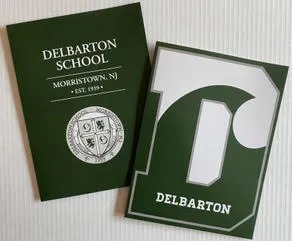 DELBARTON
SCHOOL
MORRISTOWN, NJ
• EST. 1939 •
DELBARTON